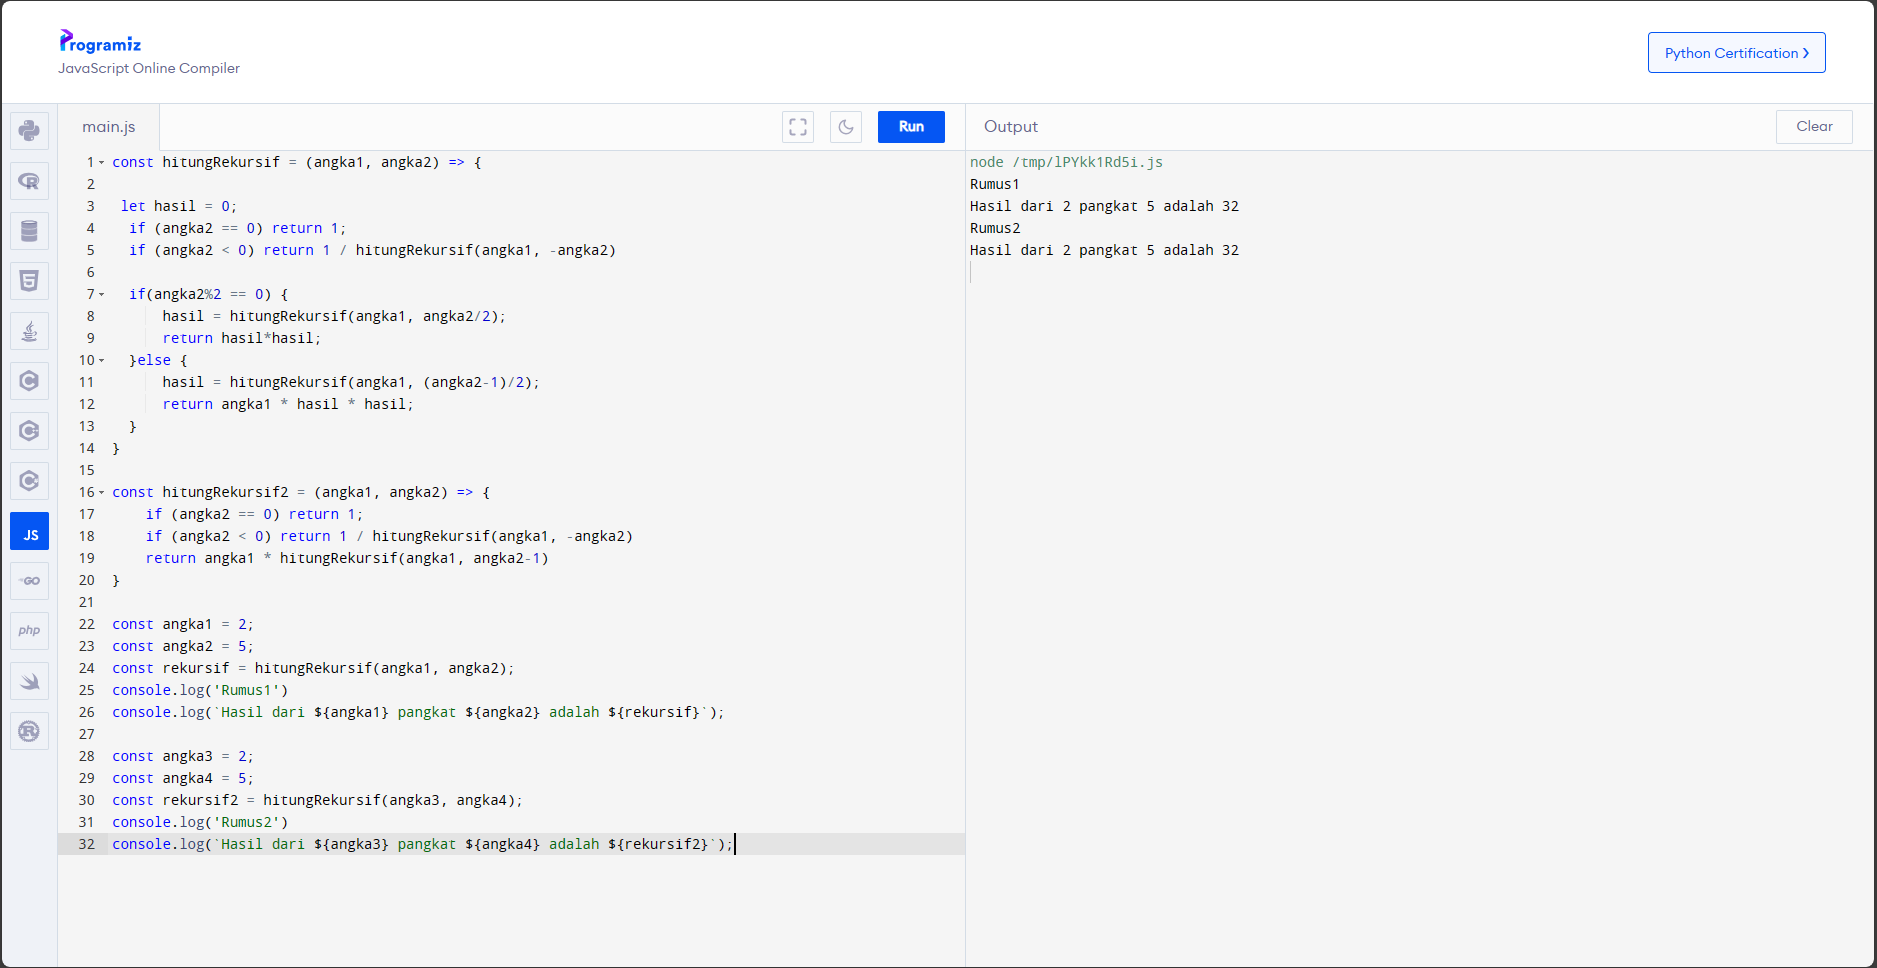 Programiz
JavaScript Online Compiler
Python Certification
main.js
Run
Output
Clear
1 const hitungRekursif = (angka1, angka2) => {
2
3 let hasil = 0;
4 if (angka2 == 0) return 1;
5 if (angka2 < 0) return 1 / hitungRekursif(angka1, -angka2)
6
7 if(angka2%2 == 0) {
8 hasil = hitungRekursif(angka1, angka2/2);
9 return hasil*hasil;
10 }else {
11 hasil = hitungRekursif(angka1, (angka2-1)/2);
12 return angka1 * hasil * hasil;
13 }
14 }
15
16 const hitungRekursif2 = (angka1, angka2) => {
17 if (angka2 == 0) return 1;
18 if (angka2 < 0) return 1 / hitungRekursif(angka1, -angka2)
19 return angka1 * hitungRekursif(angka1, angka2-1)
20 }
21
22 const angka1 = 2;
23 const angka2 = 5;
24 const rekursif = hitungRekursif(angka1, angka2);
25 console.log('Rumus1')
26 console.log(`Hasil dari ${angka1} pangkat ${angka2} adalah ${rekursif}`);
27
28 const angka3 = 2;
29 const angka4 = 5;
30 const rekursif2 = hitungRekursif(angka3, angka4);
31 console.log('Rumus2')
32 console.log(`Hasil dari ${angka3} pangkat ${angka4} adalah ${rekursif2}`);
node /tmp/lPYkk1Rd5i.js
Rumus1
Hasil dari 2 pangkat 5 adalah 32
Rumus2
Hasil dari 2 pangkat 5 adalah 32
R
5
C
C
C
JS
GO
php
R